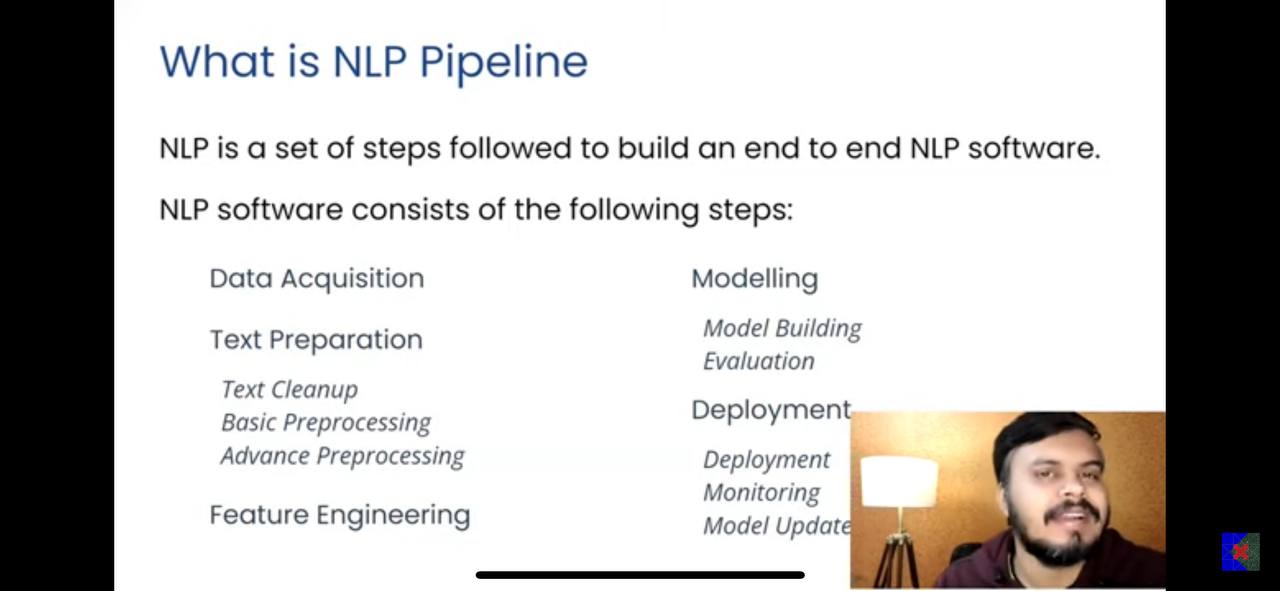 What is NLP Pipeline
NLP is a set of steps followed to build an end to end NLP software.
NLP software consists of the following steps:
Data Acquisition
Text Preparation
Text Cleanup
Basic Preprocessing
Advance Preprocessing
Feature Engineering
Modelling
Model Building
Evaluation
Deployment
Deployment
Monitoring
Model Update